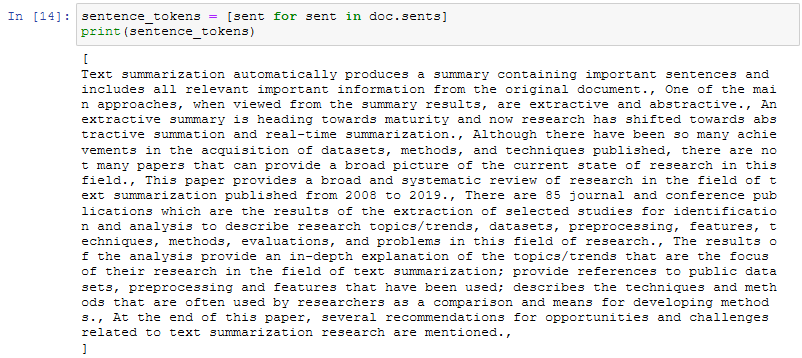 In [14]: sentence_tokens = [sent for sent in doc.sents]
print(sentence_tokens)
[
Text summarization automatically produces a summary containing important sentences and
includes all relevant important information from the original document., One of the mai
n approaches, when viewed from the summary results, are extractive and abstractive., An
extractive summary is heading towards maturity and now research has shifted towards abs
tractive summation and real-time summarization., Although there have been so many achie
vements in the acquisition of datasets, methods, and techniques published, there are no
t many papers that can provide a broad picture of the current state of research in this
field., This paper provides a broad and systematic review of research in the field of t
ext summarization published from 2008 to 2019., There are 85 journal and conference pub
lications which are the results of the extraction of selected studies for identificatio
n and analysis to describe research topics/trends, datasets, preprocessing, features, t
echniques, methods, evaluations, and problems in this field of research., The results o
f the analysis provide an in-depth explanation of the topics/trends that are the focus
of their research in the field of text summarization; provide references to public data
sets, preprocessing and features that have been used; describes the techniques and meth
ods that are often used by researchers as a comparison and means for developing method
s., At the end of this paper, several recommendations for opportunities and challenges
related to text summarization research are mentioned.,
]